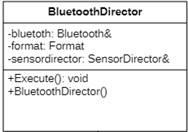 BluetoothDirector
-bluetoth: Bluetooth&
-format: Format
-sensordirector: SensorDirector&
+Execute(): void
+BluetoothDirector()